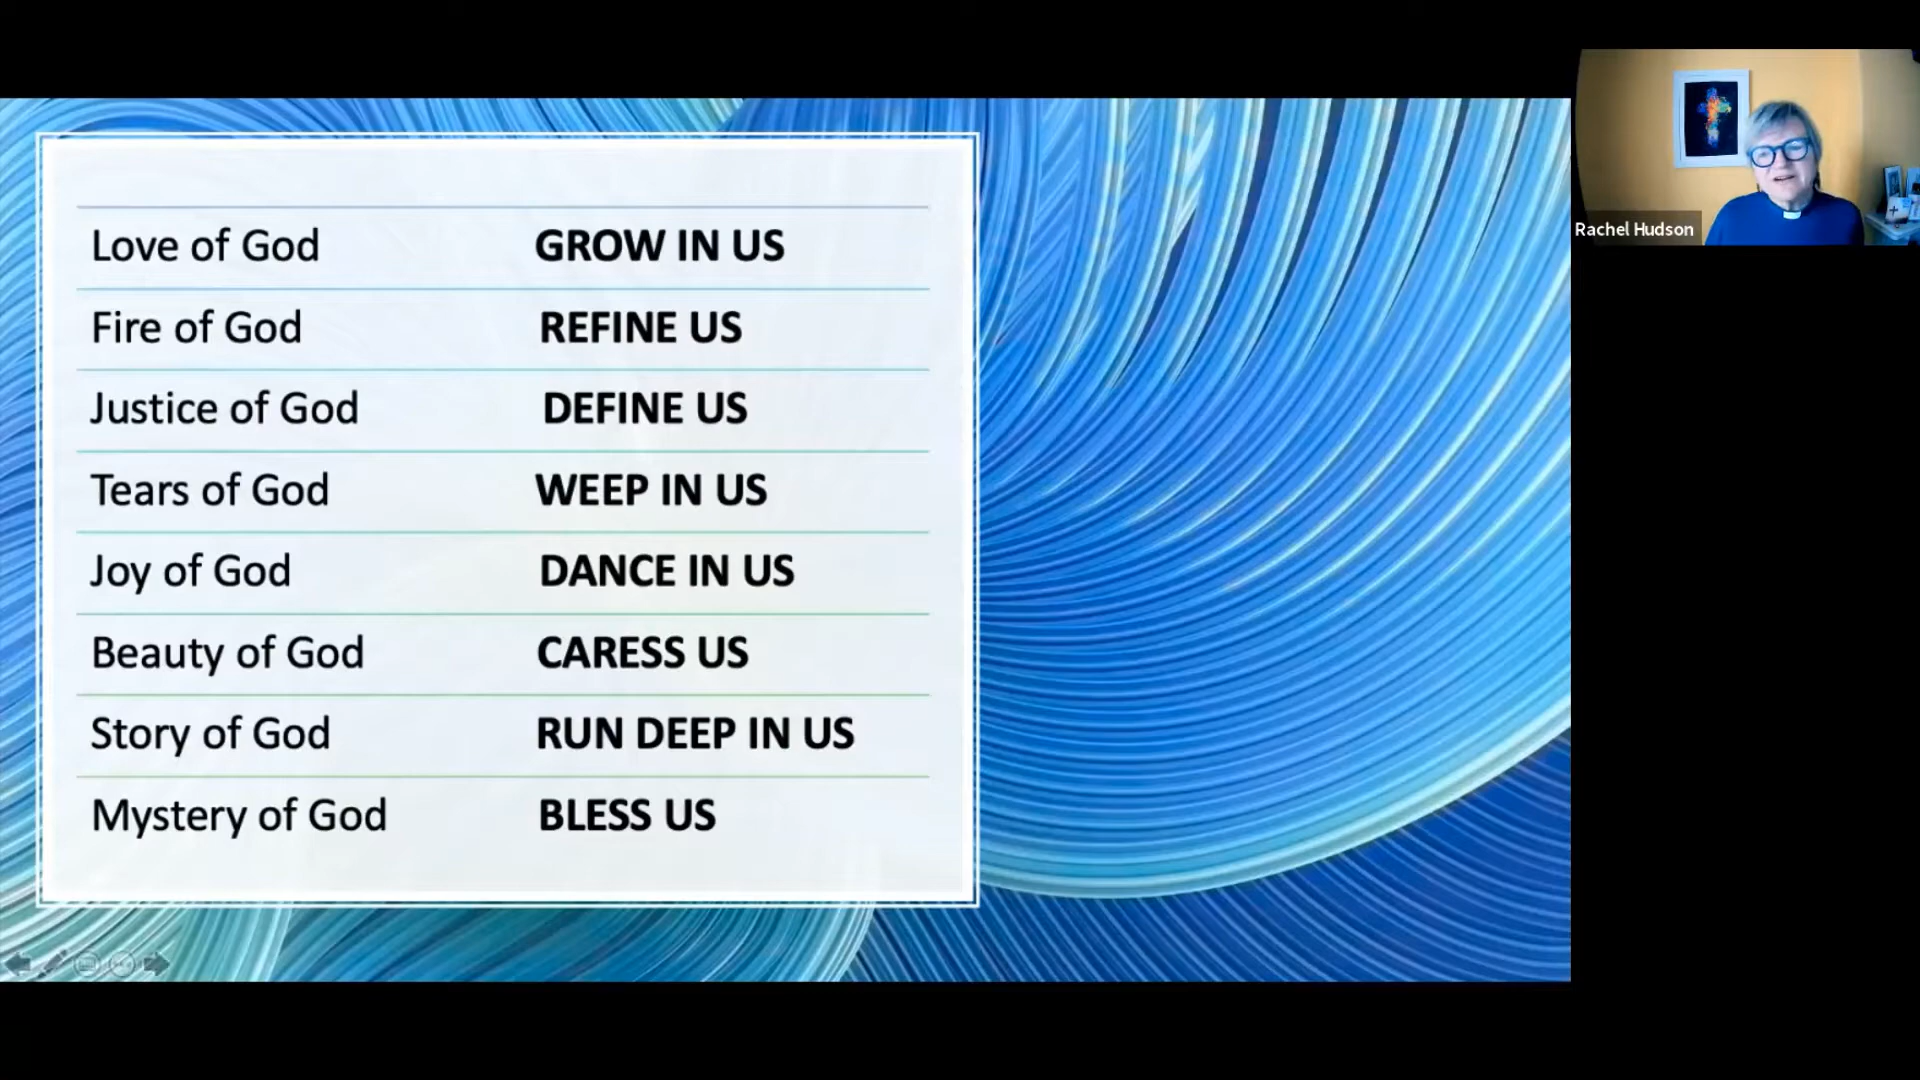 Love of God GROW IN US
Fire of God REFINE US
Justice of God DEFINE US
Tears of God WEEP IN US
Joy of God DANCE IN US
Beauty of God CARESS US
Story of God RUN DEEP IN US
Mystery of God BLESS US
Rachel Hudson